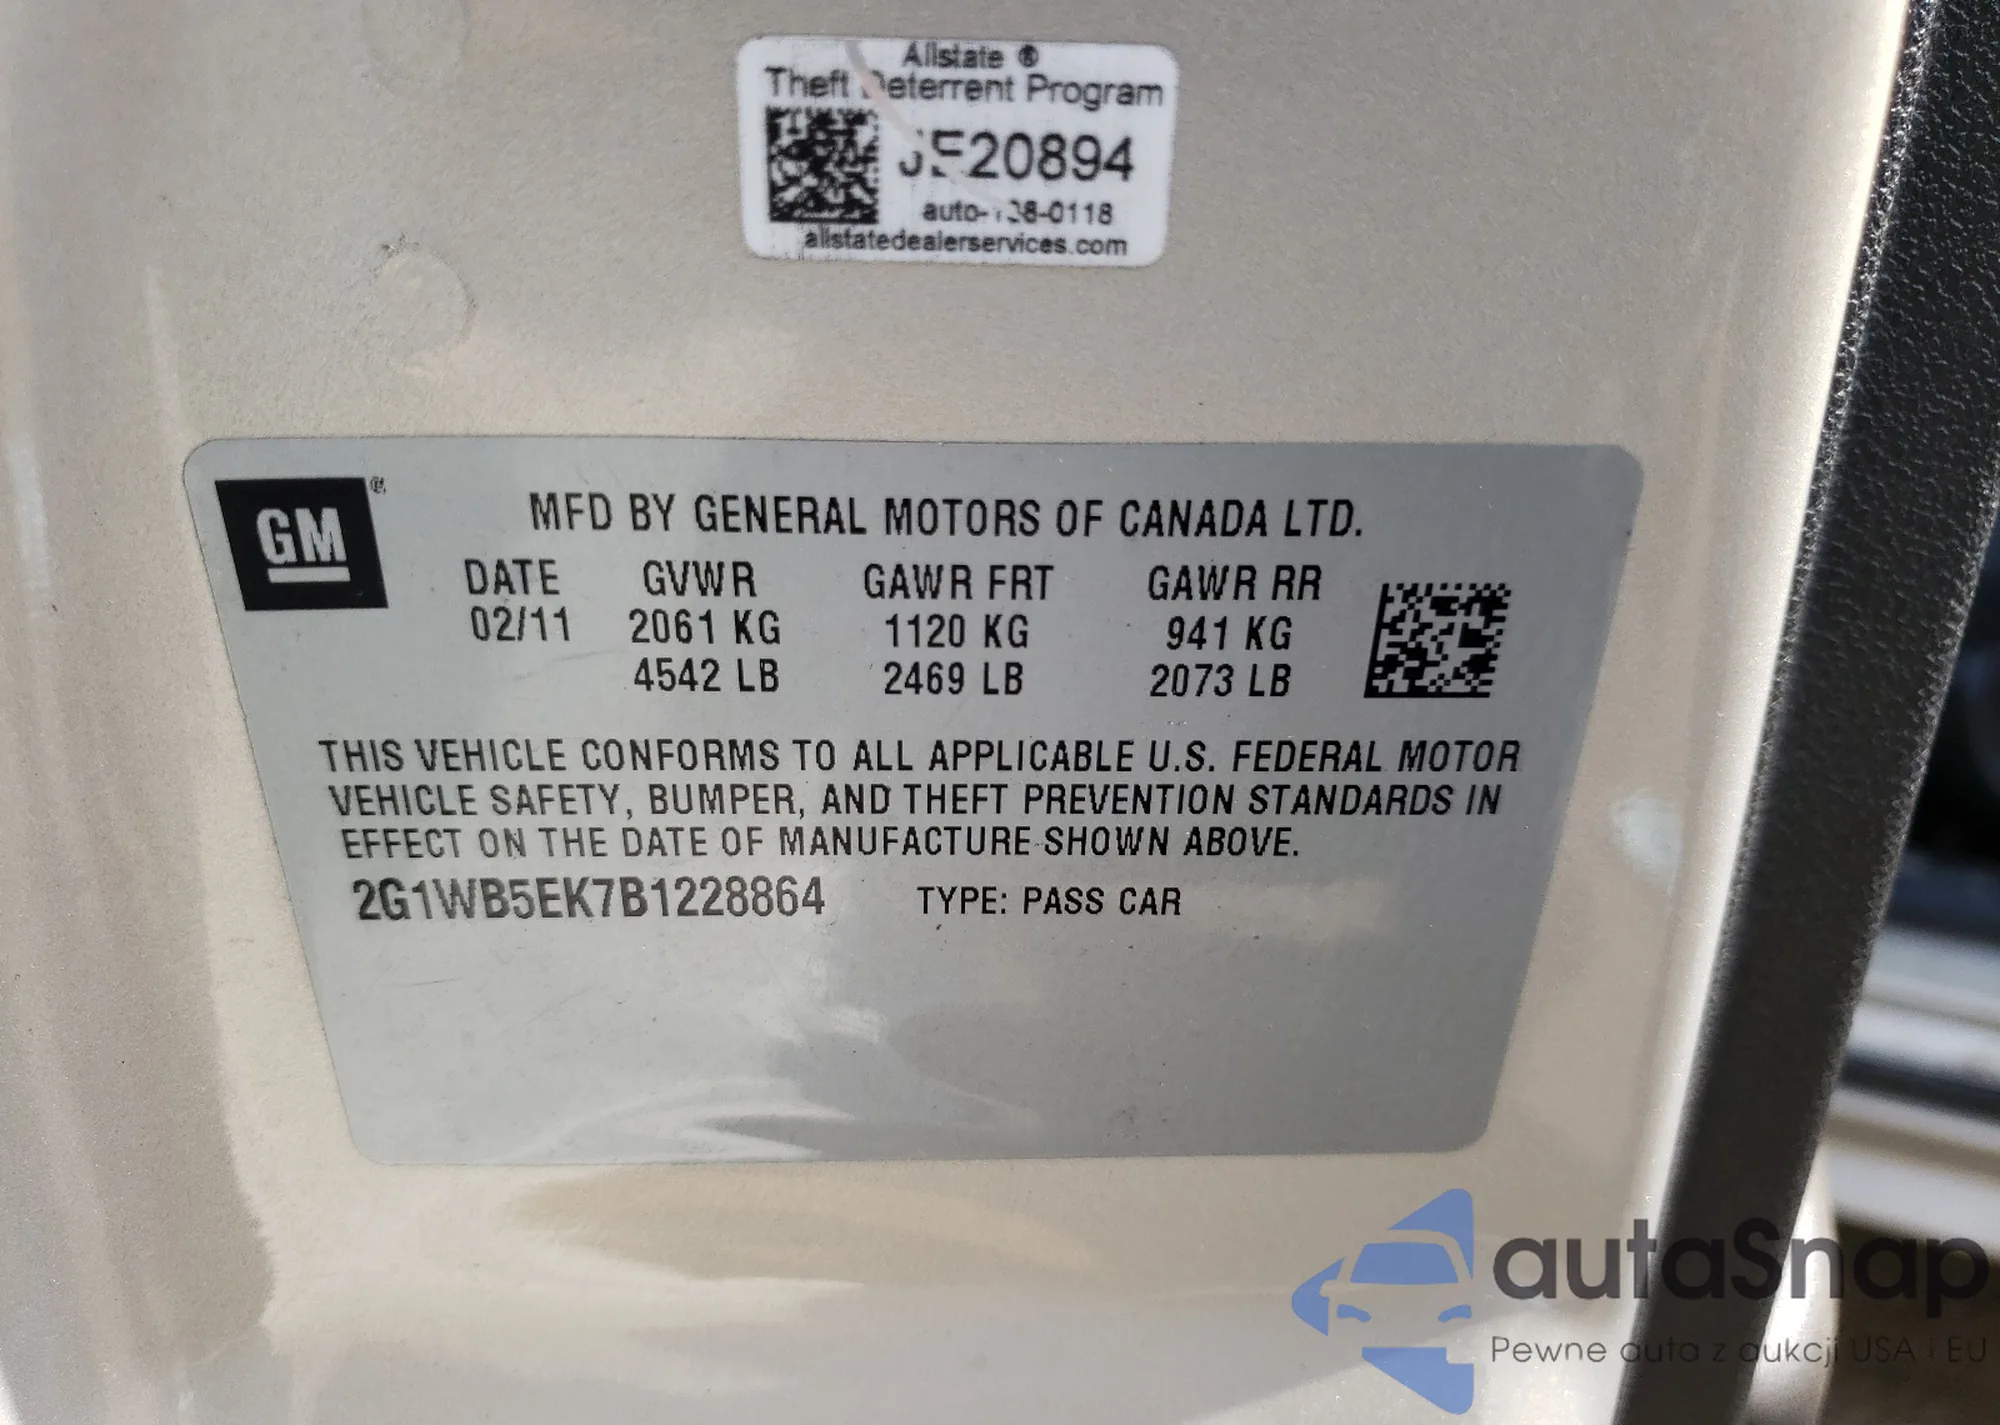 Allstate ®
Theft Deterrent Program
20894
allstatedealerservices.com
GM
MFD BY GENERAL MOTORS OF CANADA LTD.
DATE GVWR GAWR FRT GAWR RR
02/11 2061 KG 1120 KG 941 KG
4542 LB 2469 LB 2073 LB
THIS VEHICLE CONFORMS TO ALL APPLICABLE U.S. FEDERAL MOTOR
VEHICLE SAFETY, BUMPER, AND THEFT PREVENTION STANDARDS IN
EFFECT ON THE DATE OF MANUFACTURE SHOWN ABOVE.
2G1WB5EK7B1228864 TYPE: PASS CAR
autaSnap
Pewne auta z aukcji USA i EU